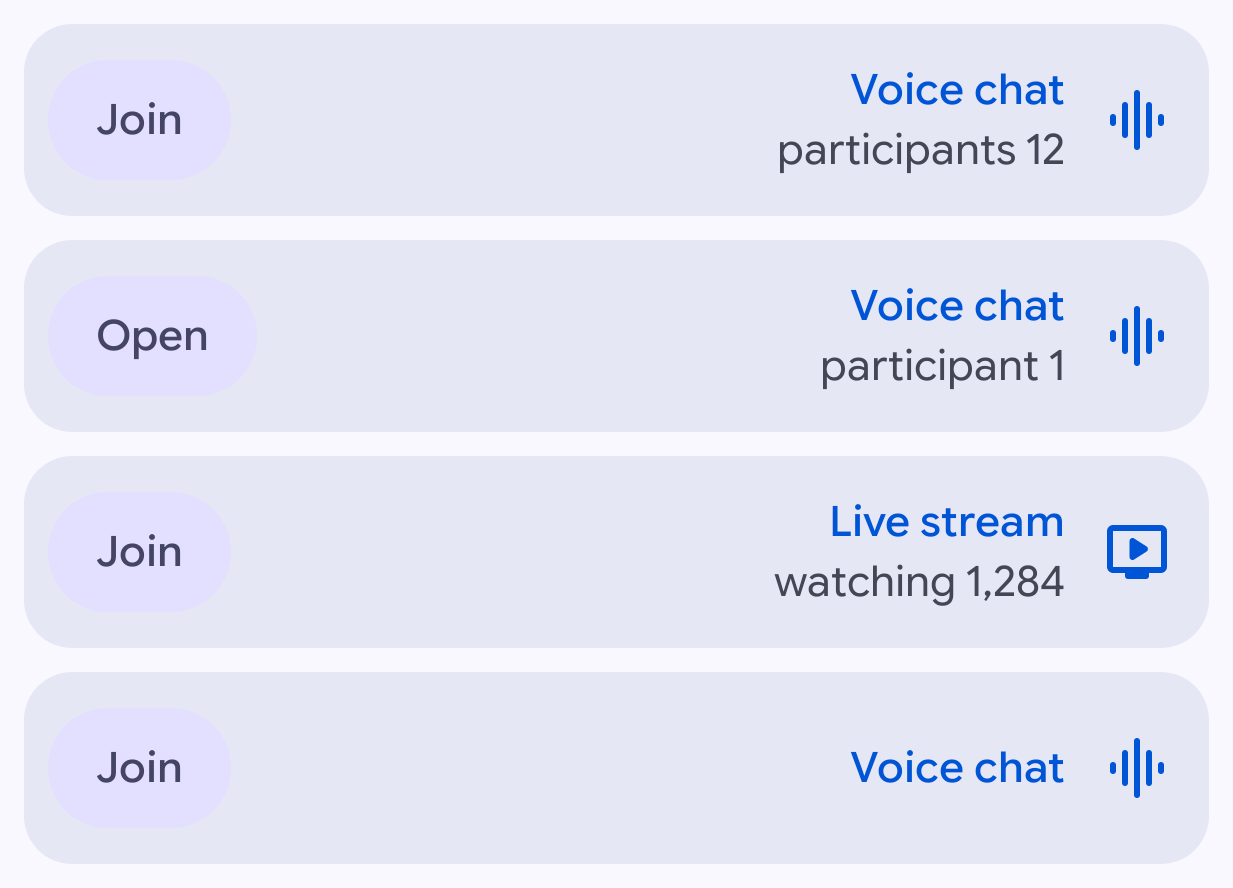 Join
Voice chat
participants 12
Open
Voice chat
participant 1
Join
Live stream
watching 1,284
Join
Voice chat